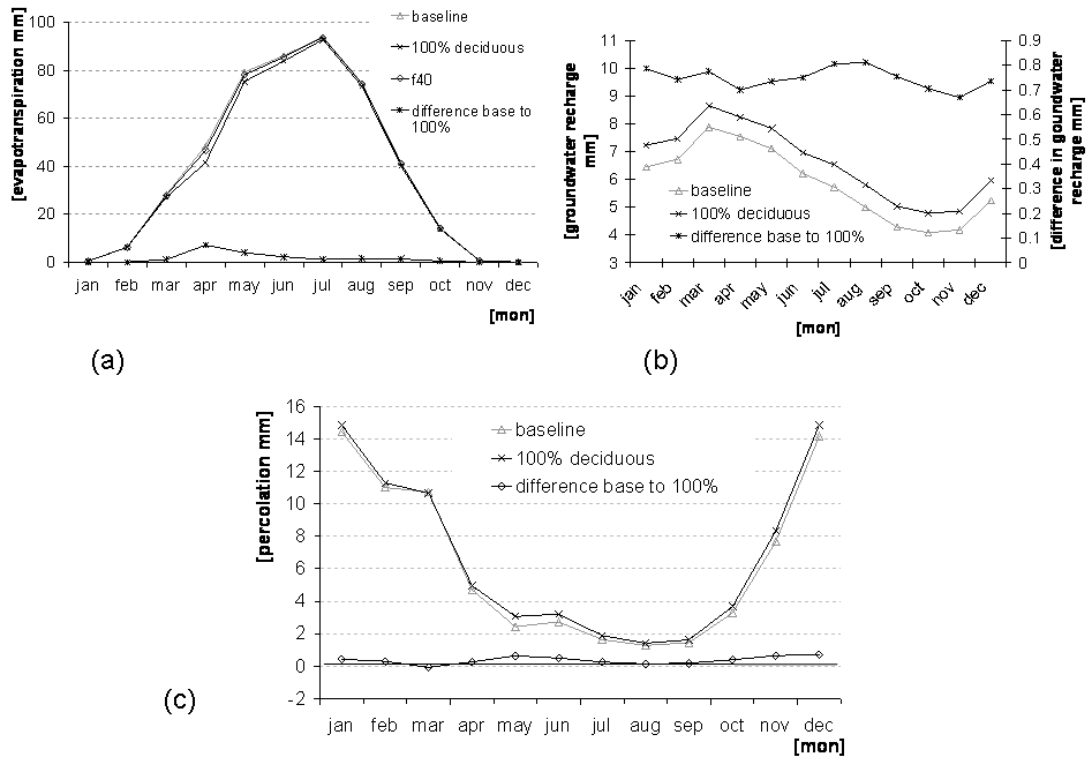 100
80
60
40
20
0
[evapotranspiration mm]
baseline
100% deciduous
f40
difference base to
100%
jan feb mar apr may jun jul aug sep oct nov dec
[mon]
(a)
11
10
9
8
7
6
5
4
3
[groundwater recharge
mm]
0.9
0.8
0.7
0.6
0.5
0.4
0.3
0.2
0.1
0
[difference in goundwater
recharge mm]
baseline
100% deciduous
difference base to 100%
jan feb mar apr may jun jul aug sep oct nov dec
[mon]
(b)
16
14
12
10
8
6
4
2
0
-2
[percolation mm]
baseline
100% deciduous
difference base to 100%
jan feb mar apr may jun jul aug sep oct nov dec
[mon]
(c)